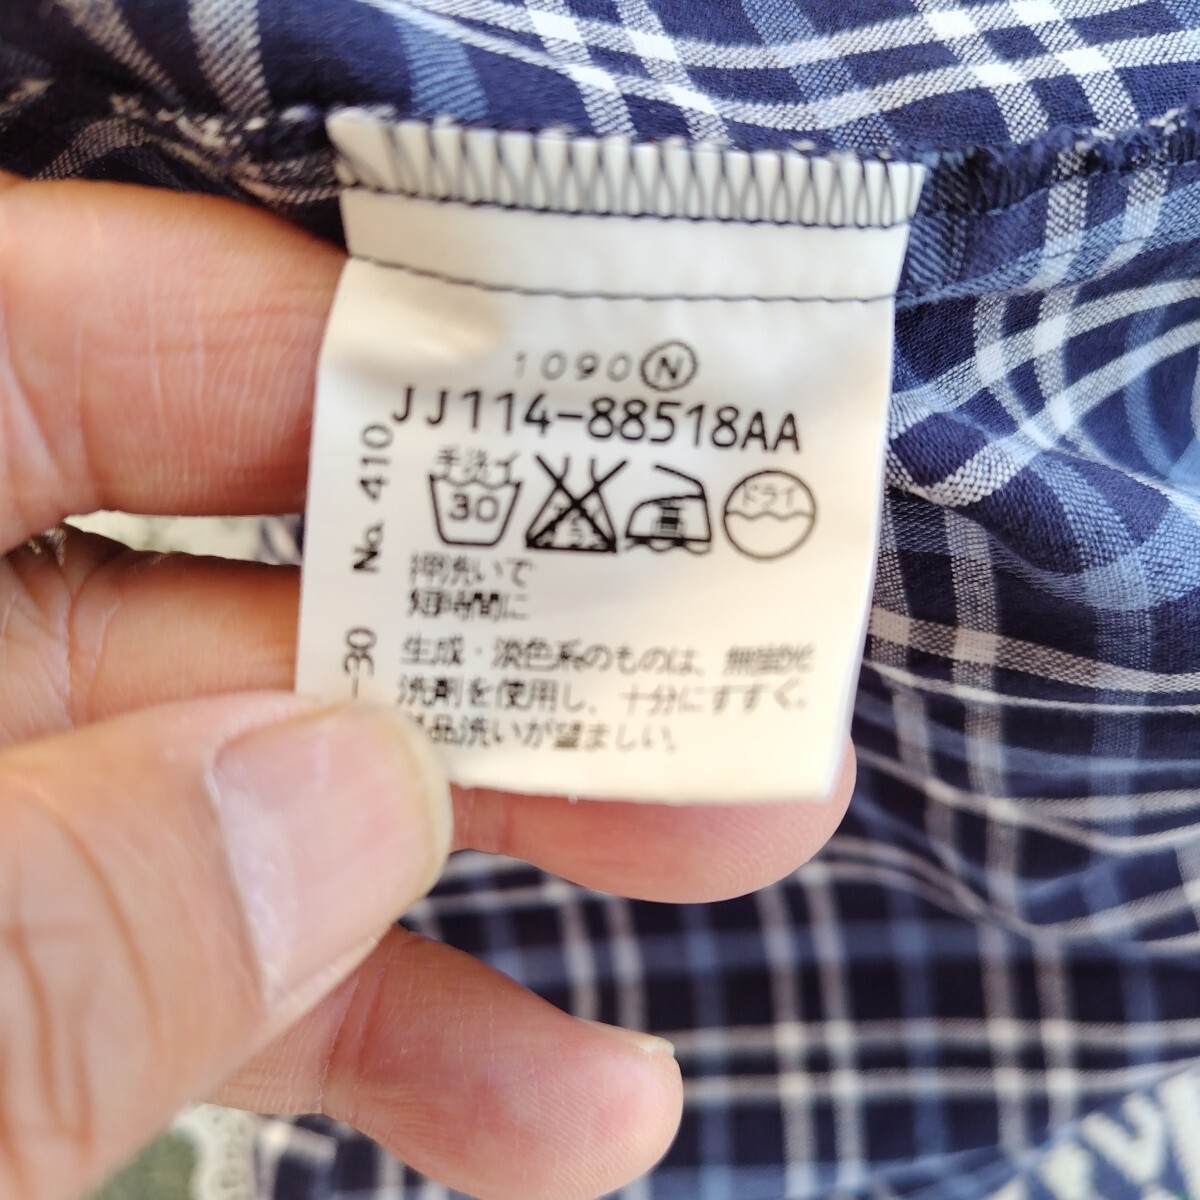 1090 Ⓝ
JJ114-88518AA
手洗イ
30
ドライ
押洗いで
短時間に
生成・淡色系のものは、無蛍光
洗剤を使用し、十分にすすぐ。
品洗いが望ましい。
No. 410
-30